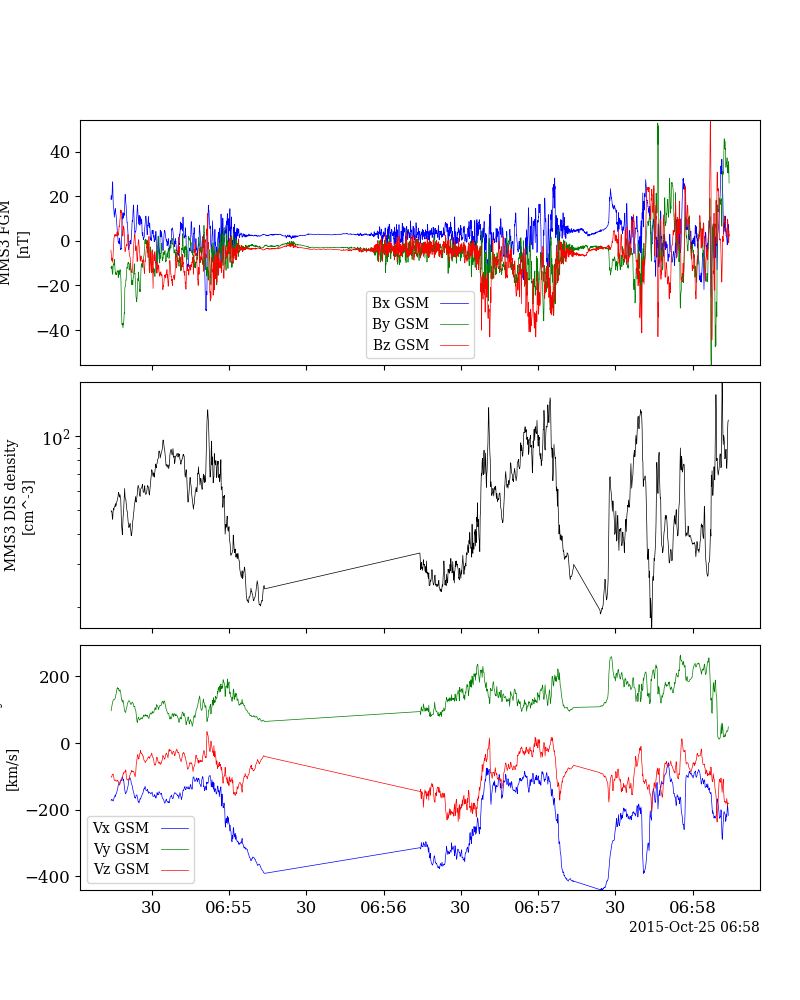 40
20
0
−20
−40
MMS3 FGM
[nT]
Bx GSM
By GSM
Bz GSM
10²
MMS3 DIS density
[cm^-3]
200
0
−200
−400
[km/s]
Vx GSM
Vy GSM
Vz GSM
30 06:55 30 06:56 30 06:57 30 06:58
2015-Oct-25 06:58